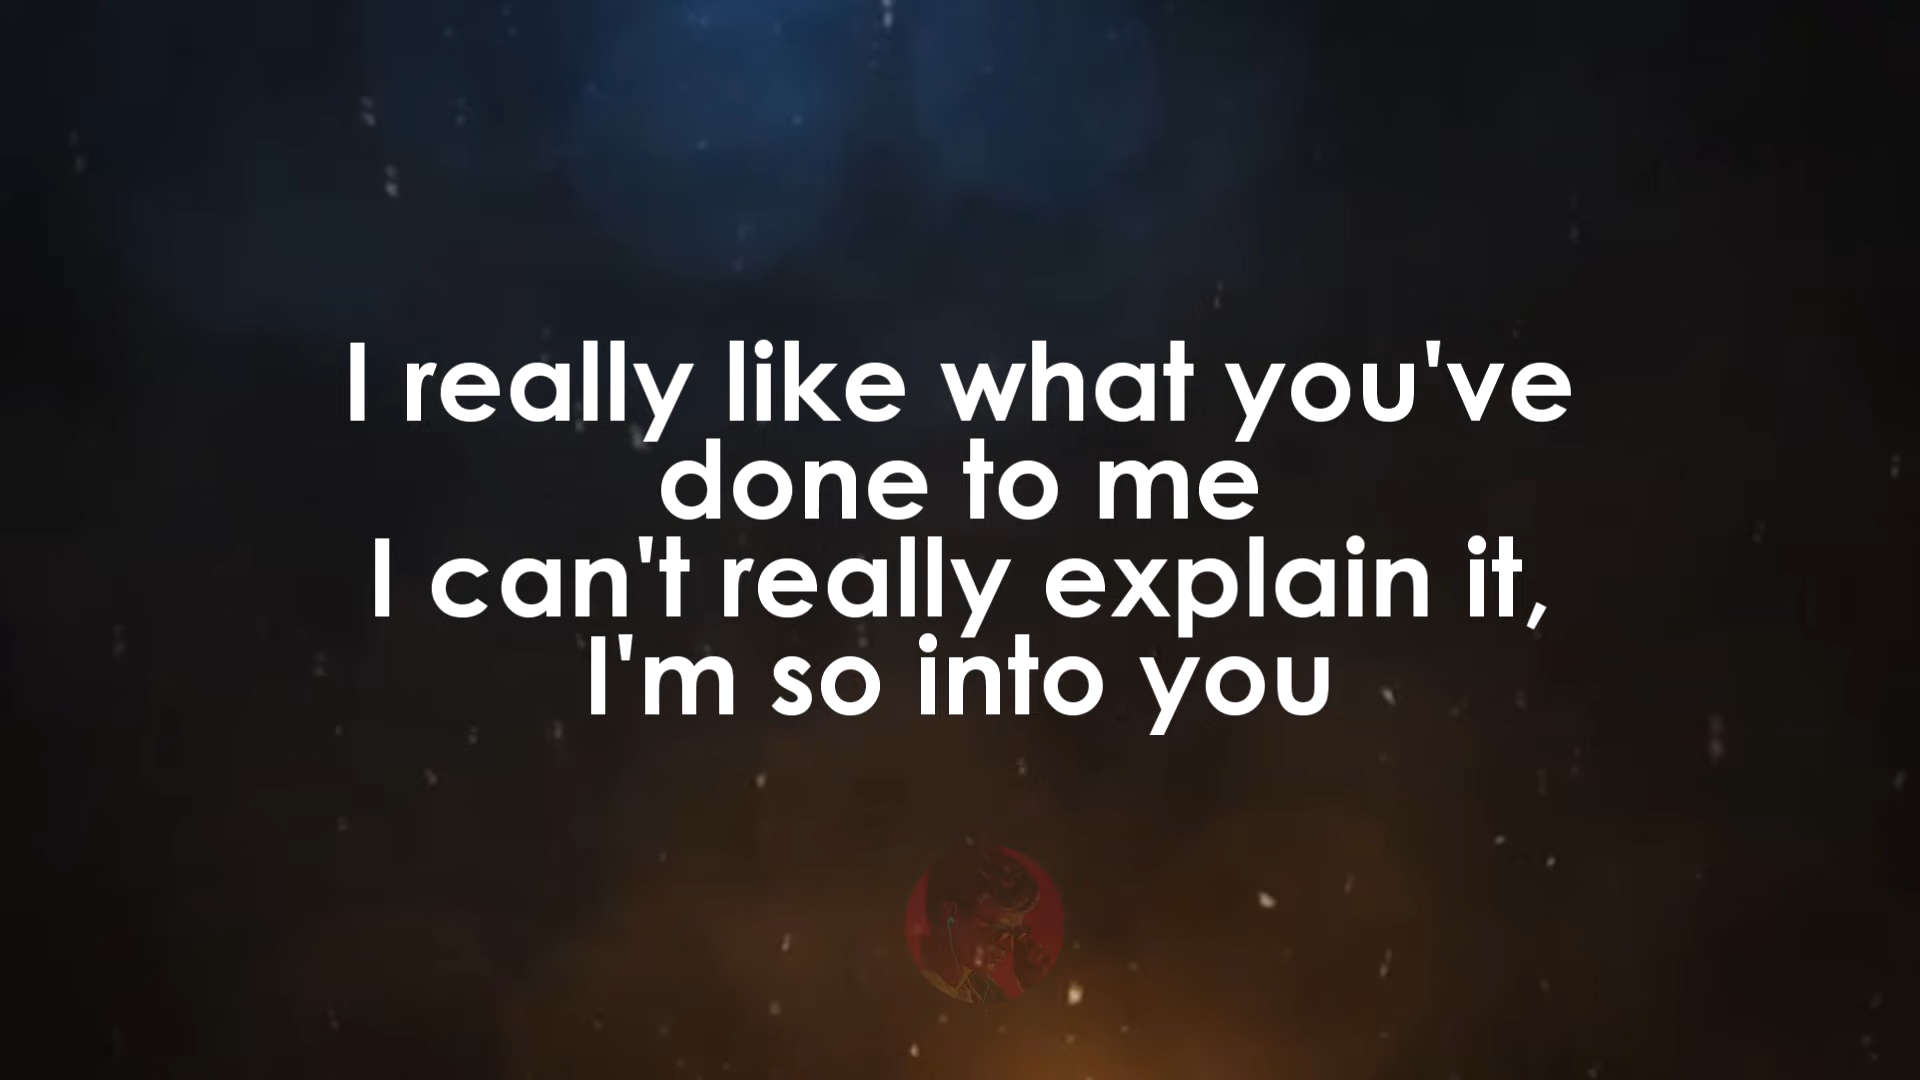 I really like what you've
done to me
I can't really explain it,
I'm so into you